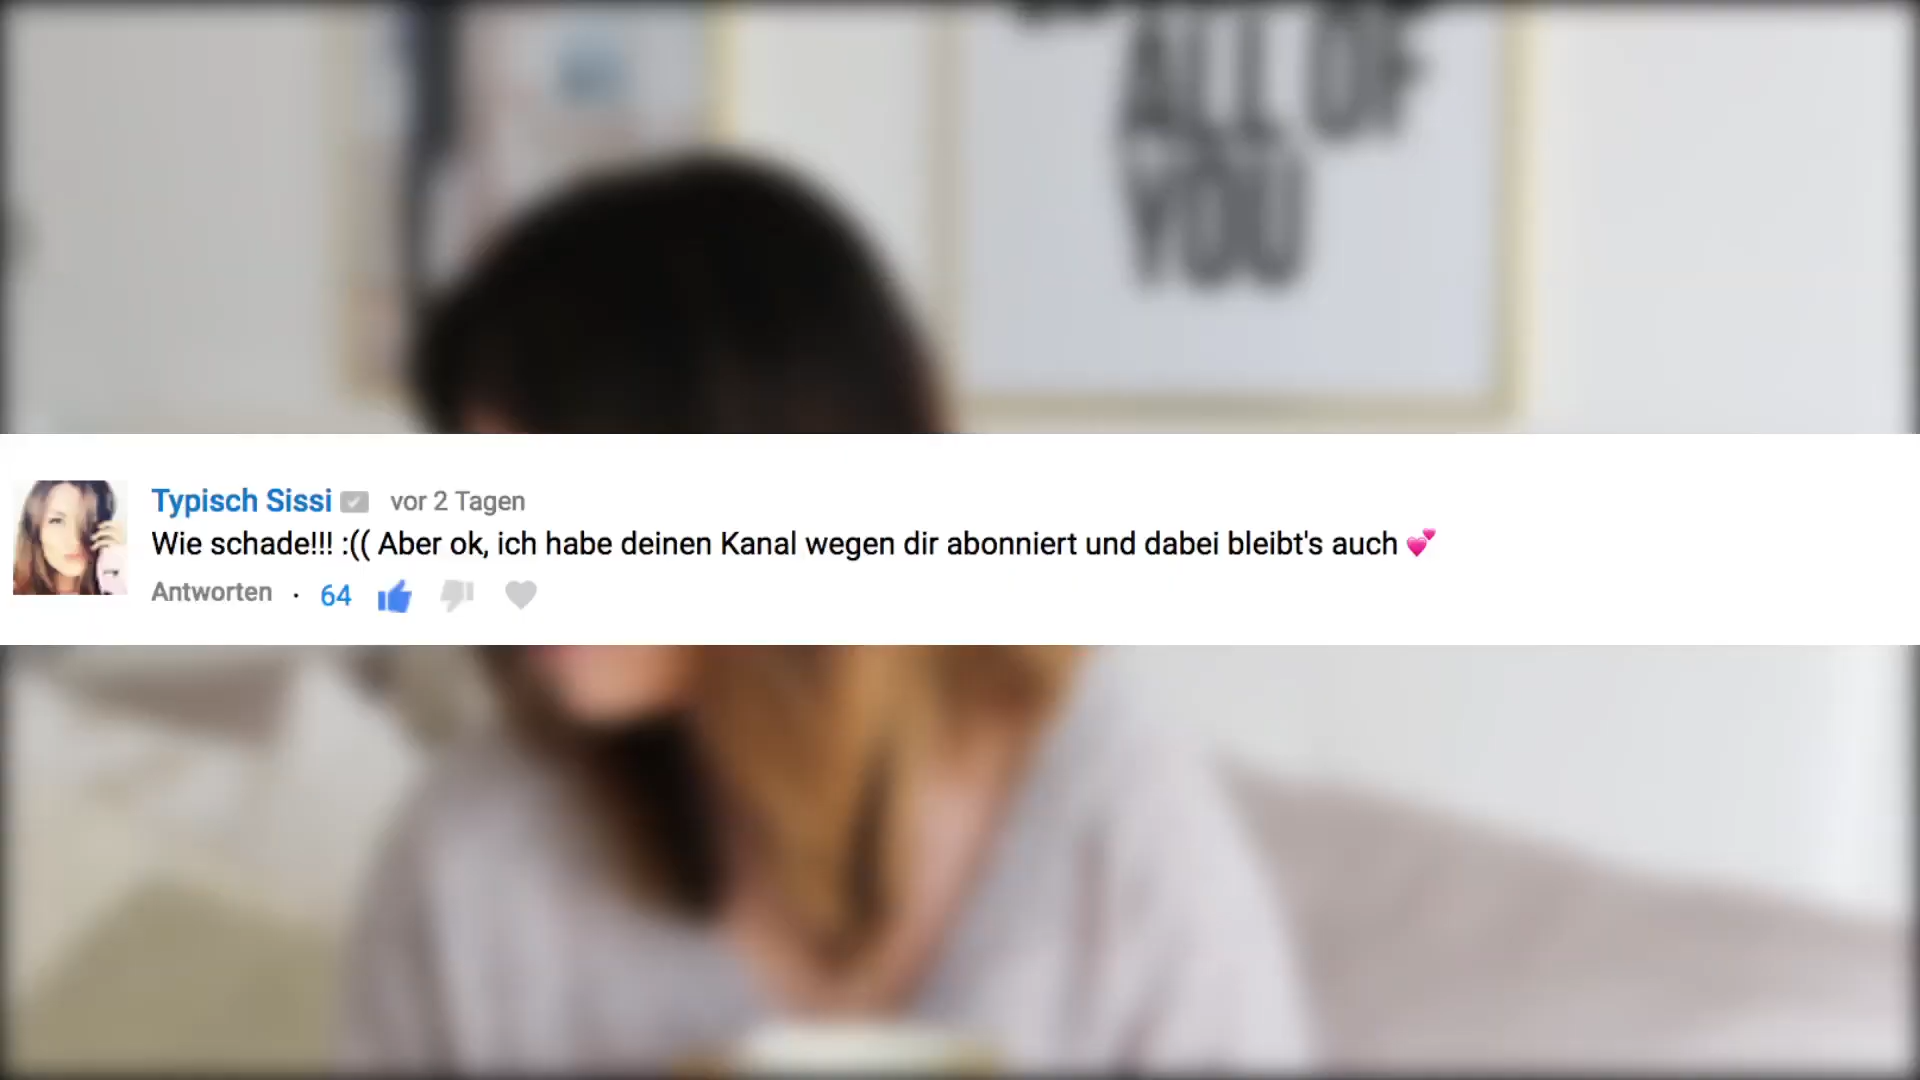 ALL OF
YOU
Typisch Sissi vor 2 Tagen
Wie schade!!! :(( Aber ok, ich habe deinen Kanal wegen dir abonniert und dabei bleibt's auch 💕
Antworten · 64